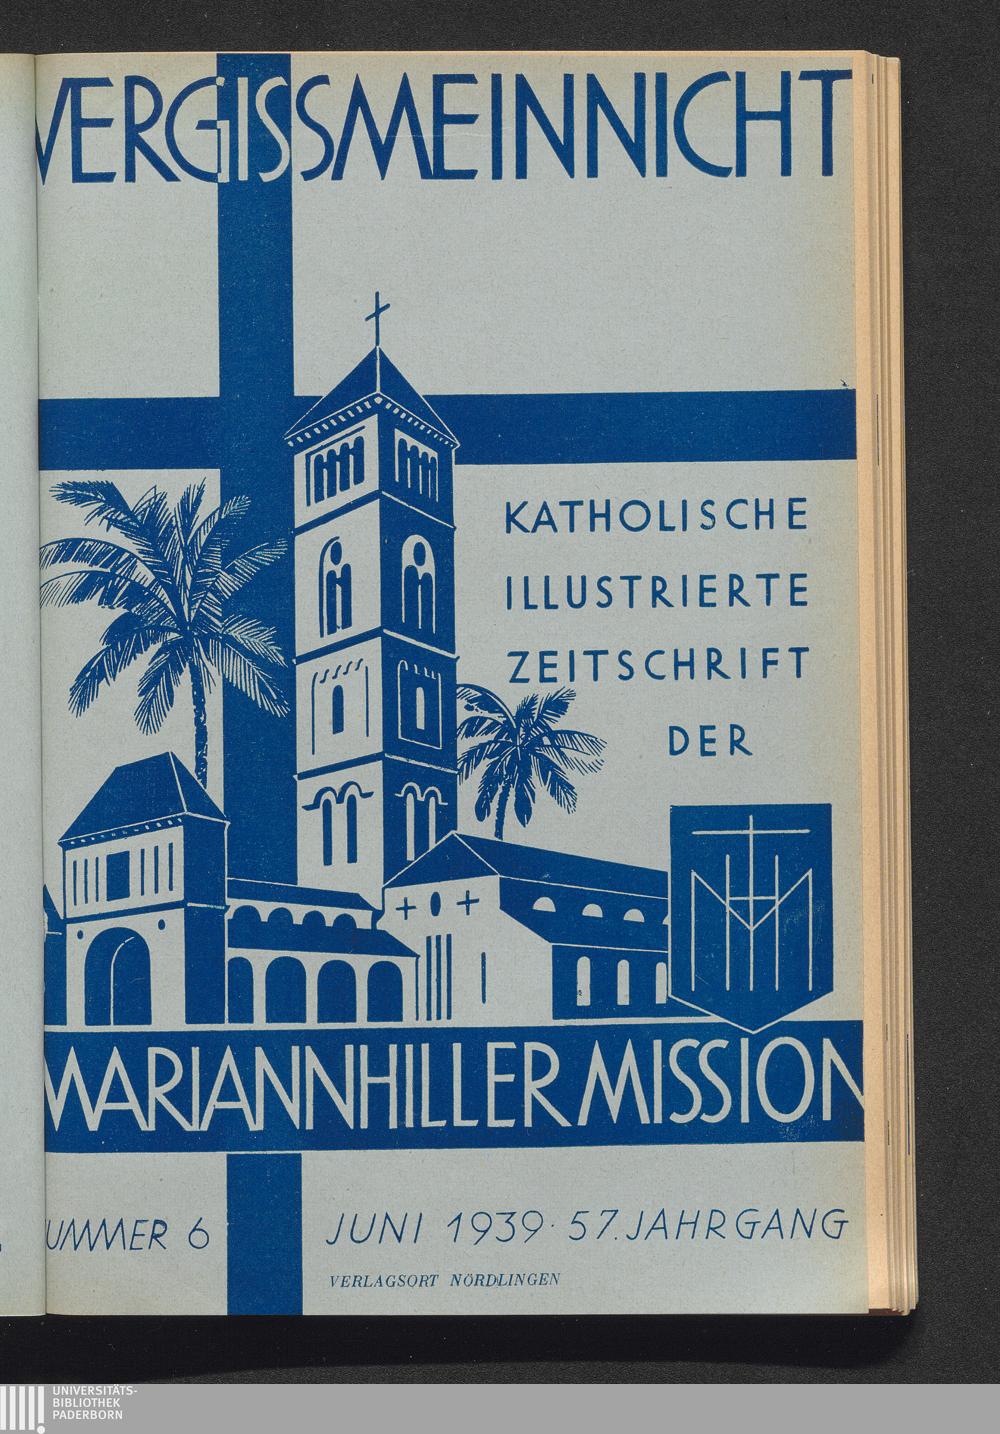 VERGISSMEINNICHT
KATHOLISCHE
ILLUSTRIERTE
ZEITSCHRIFT
DER
MARIANNHILLER MISSION
UMMER 6
JUNI 1939 · 57. JAHRGANG
VERLAGSORT NÖRDLINGEN
UNIVERSITÄTS-
BIBLIOTHEK
PADERBORN